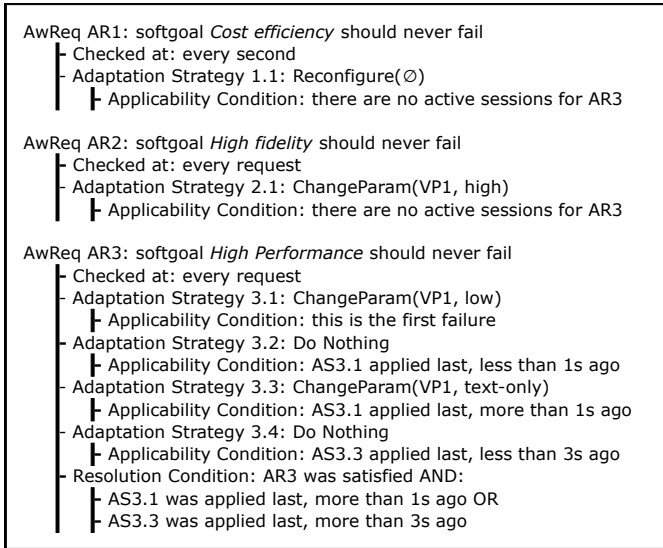 AwReq AR1: softgoal Cost efficiency should never fail
- Checked at: every second
- Adaptation Strategy 1.1: Reconfigure(∅)
- Applicability Condition: there are no active sessions for AR3
AwReq AR2: softgoal High fidelity should never fail
- Checked at: every request
- Adaptation Strategy 2.1: ChangeParam(VP1, high)
- Applicability Condition: there are no active sessions for AR3
AwReq AR3: softgoal High Performance should never fail
- Checked at: every request
- Adaptation Strategy 3.1: ChangeParam(VP1, low)
- Applicability Condition: this is the first failure
- Adaptation Strategy 3.2: Do Nothing
- Applicability Condition: AS3.1 applied last, less than 1s ago
- Adaptation Strategy 3.3: ChangeParam(VP1, text-only)
- Applicability Condition: AS3.1 applied last, more than 1s ago
- Adaptation Strategy 3.4: Do Nothing
- Applicability Condition: AS3.3 applied last, less than 3s ago
- Resolution Condition: AR3 was satisfied AND:
- AS3.1 was applied last, more than 1s ago OR
- AS3.3 was applied last, more than 3s ago